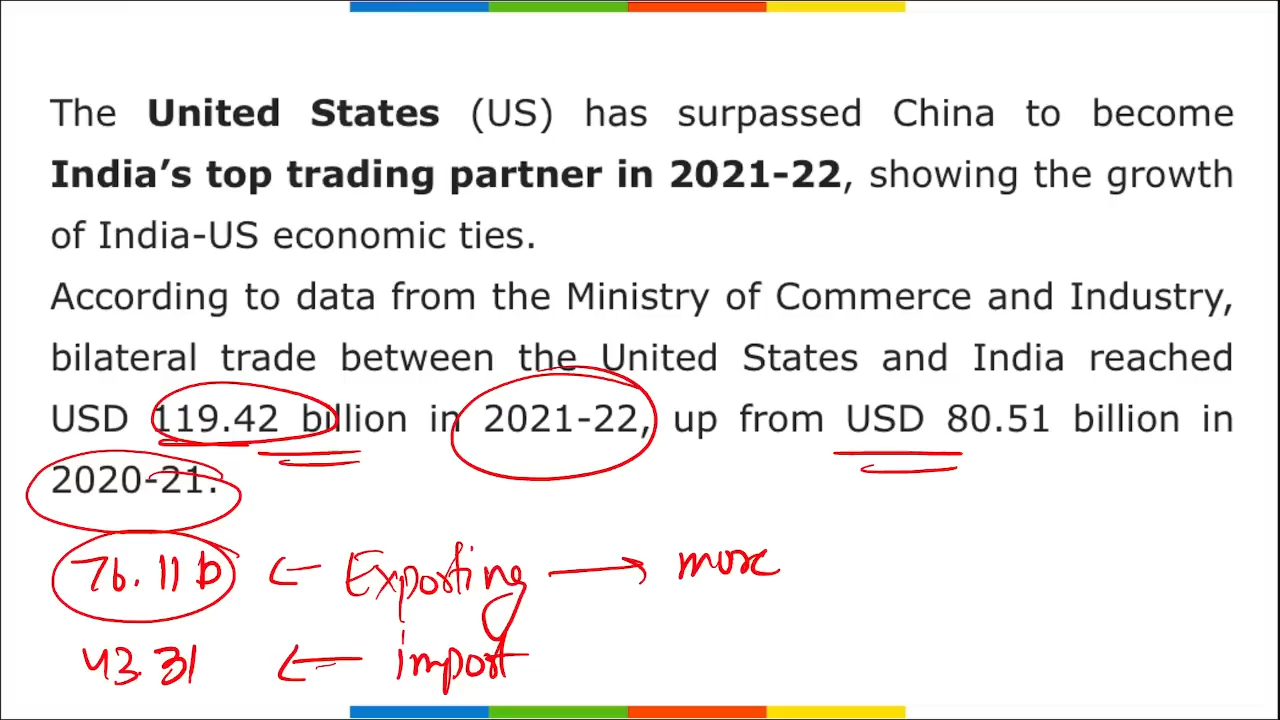 The United States (US) has surpassed China to become
India’s top trading partner in 2021-22, showing the growth
of India-US economic ties.
According to data from the Ministry of Commerce and Industry,
bilateral trade between the United States and India reached
USD 119.42 billion in 2021-22, up from USD 80.51 billion in
2020-21.
76.11 b ← Exporting → more
43.31 ← import